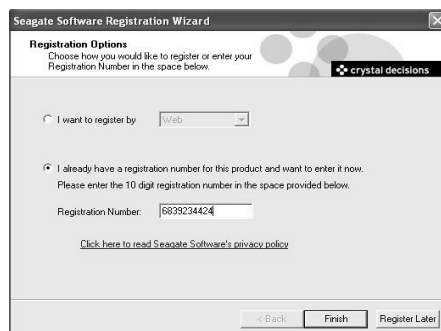 Seagate Software Registration Wizard
Registration Options
Choose how you would like to register or enter your
Registration Number in the space below.
crystal decisions
I want to register by
Web
I already have a registration number for this product and want to enter it now.
Please enter the 10 digit registration number in the space provided below.
Registration Number:
6839234424
Click here to read Seagate Software's privacy policy
< Back
Finish
Register Later